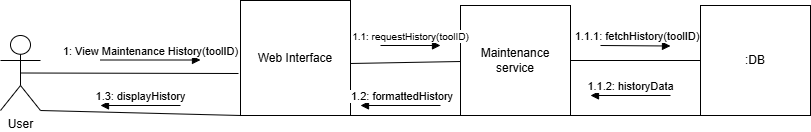 1: View Maintenance History(toolID)
Web Interface
1.1: requestHistory(toolID)
Maintenance
service
1.1.1: fetchHistory(toolID)
:DB
1.3: displayHistory
1.2: formattedHistory
1.1.2: historyData
User